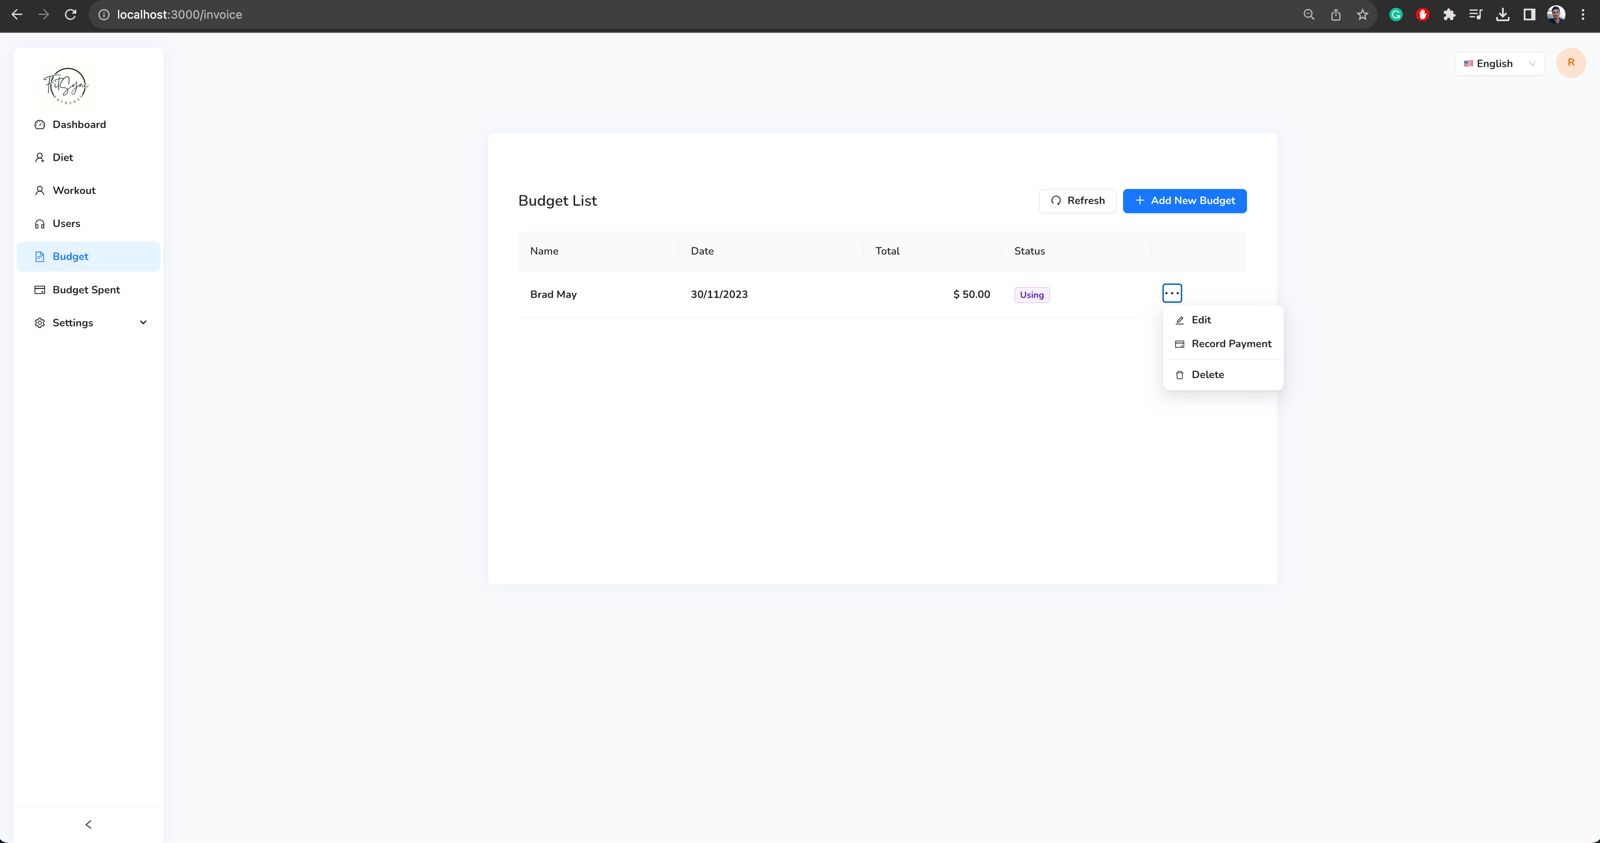 localhost:3000/invoice
English
R
FitSync
Dashboard
Diet
Workout
Users
Budget
Budget Spent
Settings
Budget List
Refresh
Add New Budget
Name Date Total Status
Brad May 30/11/2023 $ 50.00 Using
Edit
Record Payment
Delete